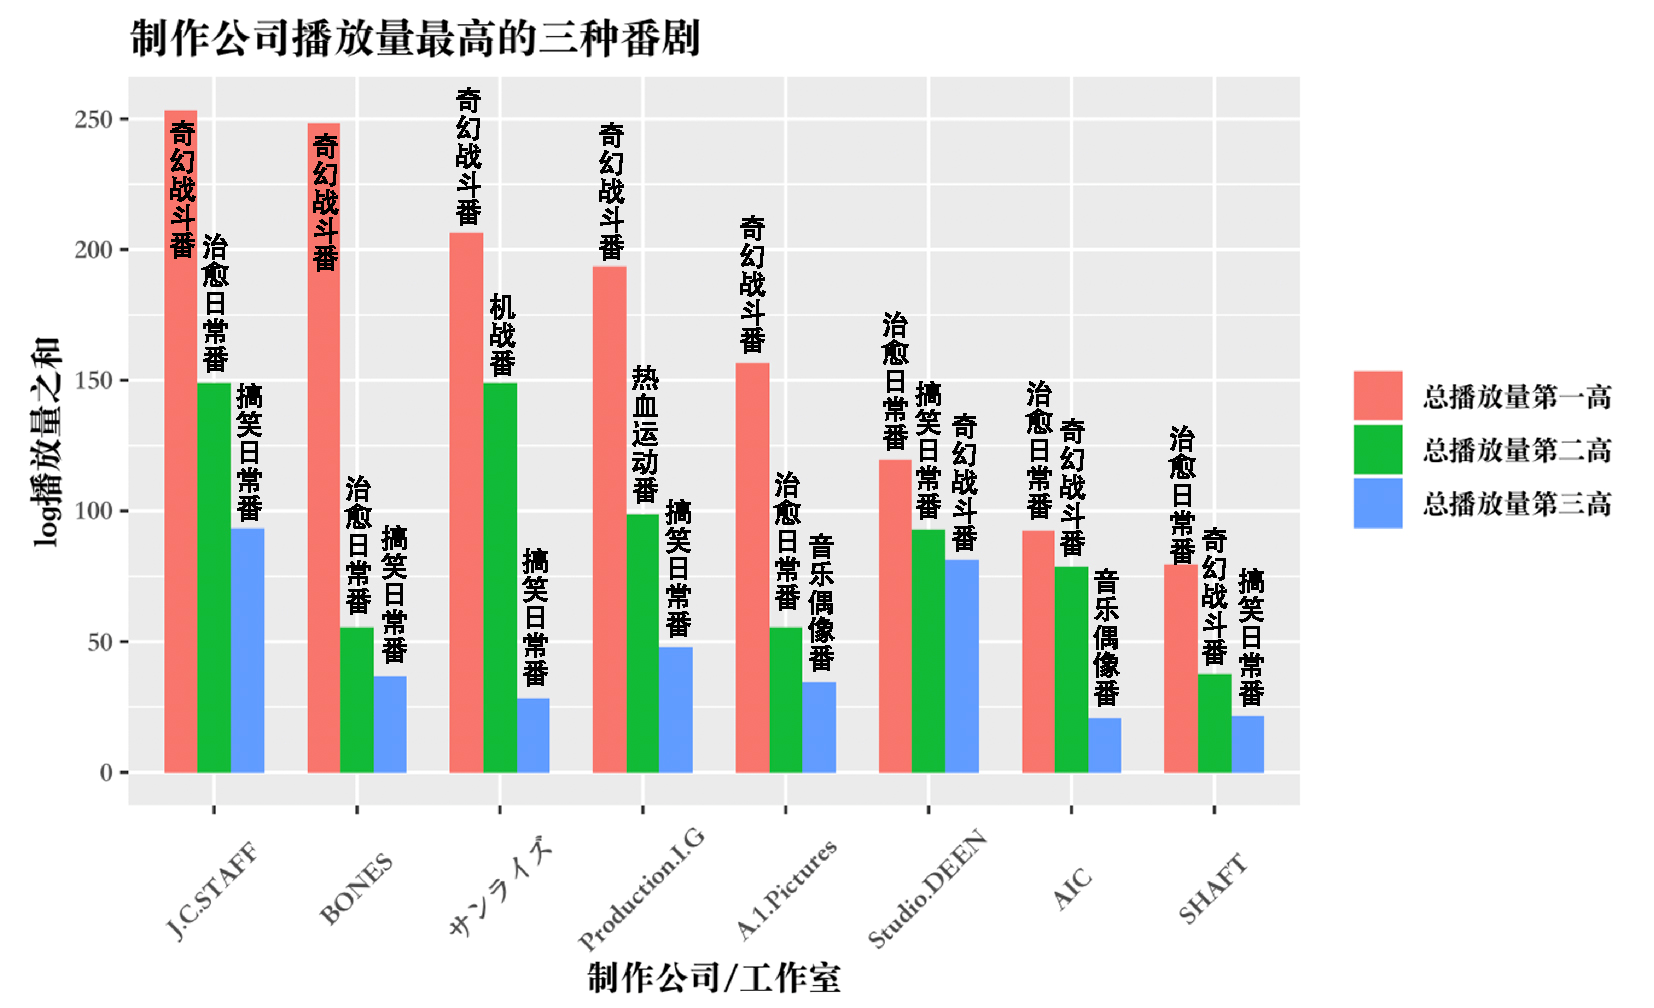 制作公司播放量最高的三种番剧
log播放量之和
250
200
150
100
50
0
奇幻战斗番
治愈日常番
搞笑日常番
奇幻战斗番
治愈日常番
搞笑日常番
奇幻战斗番
机战番
搞笑日常番
奇幻战斗番
热血运动番
搞笑日常番
奇幻战斗番
治愈日常番
音乐偶像番
治愈日常番
搞笑日常番
奇幻战斗番
治愈日常番
奇幻战斗番
音乐偶像番
治愈日常番
奇幻战斗番
搞笑日常番
J.C.STAFF
BONES
サンライズ
Production.I.G
A.1.Pictures
Studio.DEEN
AIC
SHAFT
制作公司/工作室
总播放量第一高
总播放量第二高
总播放量第三高